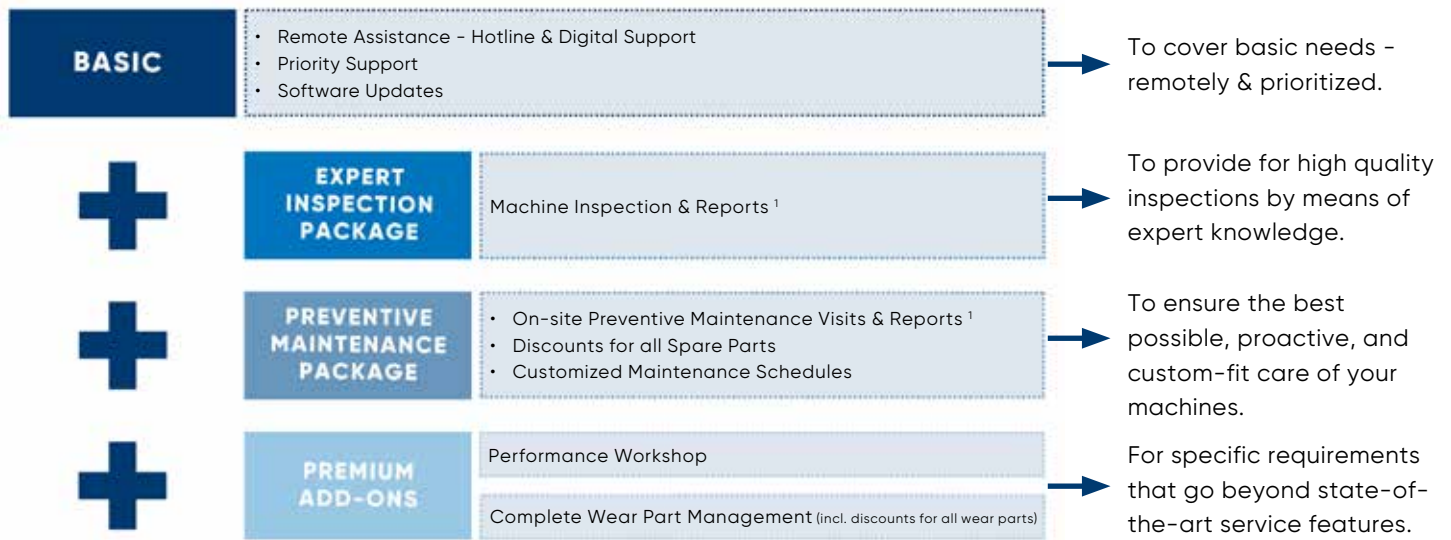 BASIC
• Remote Assistance - Hotline & Digital Support
• Priority Support
• Software Updates
To cover basic needs -
remotely & prioritized.
EXPERT
INSPECTION
PACKAGE
Machine Inspection & Reports ¹
To provide for high quality
inspections by means of
expert knowledge.
PREVENTIVE
MAINTENANCE
PACKAGE
• On-site Preventive Maintenance Visits & Reports ¹
• Discounts for all Spare Parts
• Customized Maintenance Schedules
To ensure the best
possible, proactive, and
custom-fit care of your
machines.
PREMIUM
ADD-ONS
Performance Workshop
Complete Wear Part Management (incl. discounts for all wear parts)
For specific requirements
that go beyond state-of-
the-art service features.